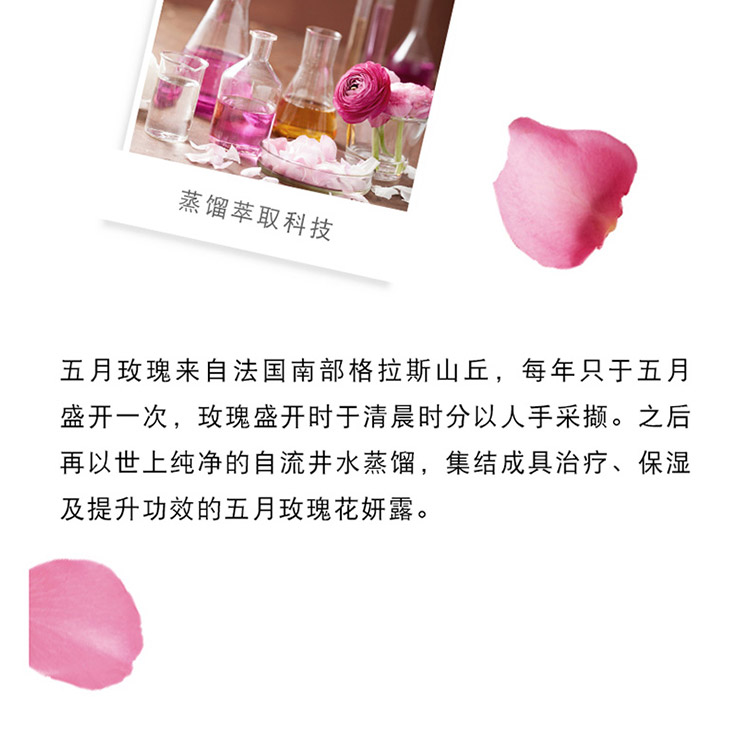 蒸馏萃取科技
五月玫瑰来自法国南部格拉斯山丘，每年只于五月
盛开一次，玫瑰盛开时于清晨时分以人手采撷。之后
再以世上纯净的自流井水蒸馏，集结成具治疗、保湿
及提升功效的五月玫瑰花妍露。